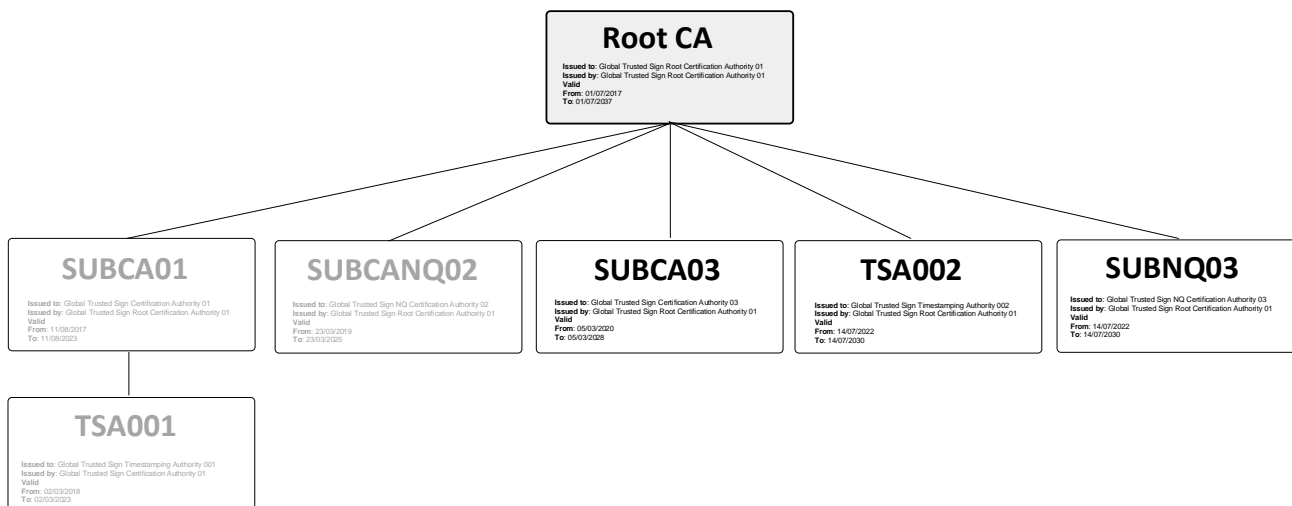 Root CA
Issued to: Global Trusted Sign Root Certification Authority 01
Issued by: Global Trusted Sign Root Certification Authority 01
Valid
From: 01/07/2017
To: 01/07/2037
SUBCA01
Issued to: Global Trusted Sign Certification Authority 01
Issued by: Global Trusted Sign Root Certification Authority 01
Valid
From: 11/08/2017
To: 11/08/2023
SUBCANQ02
Issued to: Global Trusted Sign NQ Certification Authority 02
Issued by: Global Trusted Sign Root Certification Authority 01
Valid
From: 23/03/2019
To: 23/03/2025
SUBCA03
Issued to: Global Trusted Sign Certification Authority 03
Issued by: Global Trusted Sign Root Certification Authority 01
Valid
From: 05/03/2020
To: 05/03/2028
TSA002
Issued to: Global Trusted Sign Timestamping Authority 002
Issued by: Global Trusted Sign Root Certification Authority 01
Valid
From: 14/07/2022
To: 14/07/2030
SUBNQ03
Issued to: Global Trusted Sign NQ Certification Authority 03
Issued by: Global Trusted Sign Root Certification Authority 01
Valid
From: 14/07/2022
To: 14/07/2030
TSA001
Issued to: Global Trusted Sign Timestamping Authority 001
Issued by: Global Trusted Sign Certification Authority 01
Valid
From: 02/03/2018
To: 02/03/2023